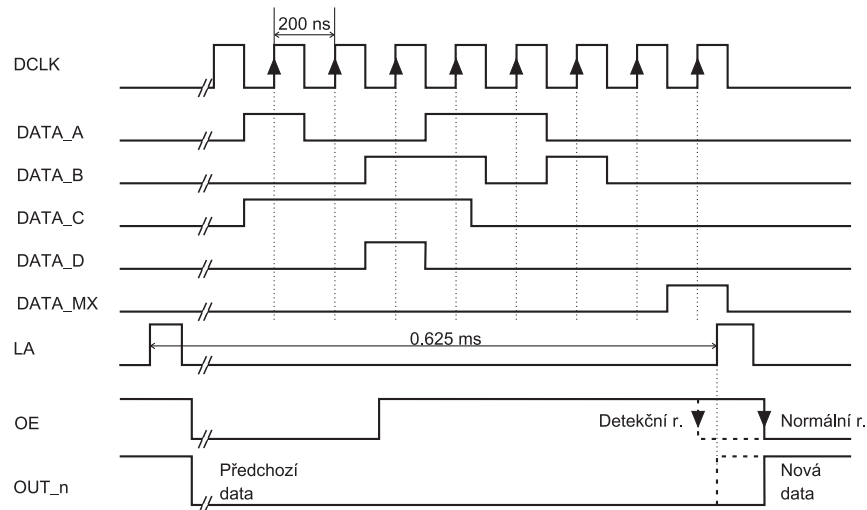 200 ns
DCLK
DATA_A
DATA_B
DATA_C
DATA_D
DATA_MX
LA
0.625 ms
OE
Detekční r.
Normální r.
OUT_n
Předchozí
data
Nová
data